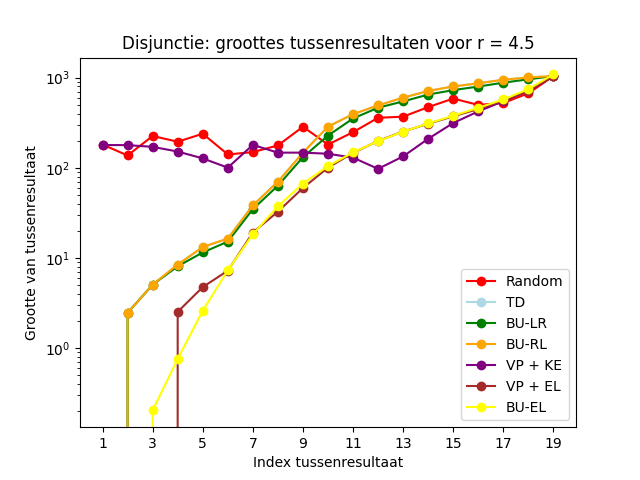 Disjunctie: groottes tussenresultaten voor r = 4.5
Grootte van tussenresultaat
10³
10²
10¹
10⁰
1 3 5 7 9 11 13 15 17 19
Index tussenresultaat
Random
TD
BU-LR
BU-RL
VP + KE
VP + EL
BU-EL